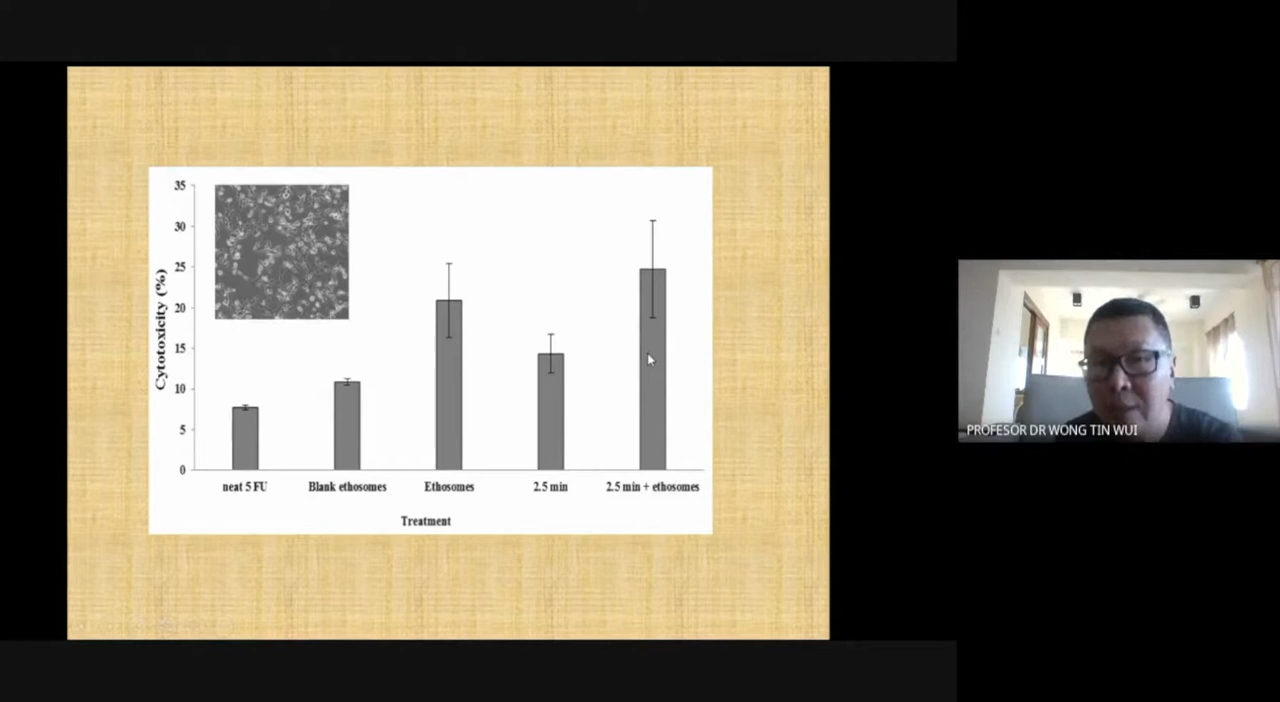 35
30
25
20
15
10
5
0
Cytotoxicity (%)
neat 5 FU
Blank ethosomes
Ethosomes
2.5 min
2.5 min + ethosomes
Treatment
PROFESOR DR WONG TIN WUI